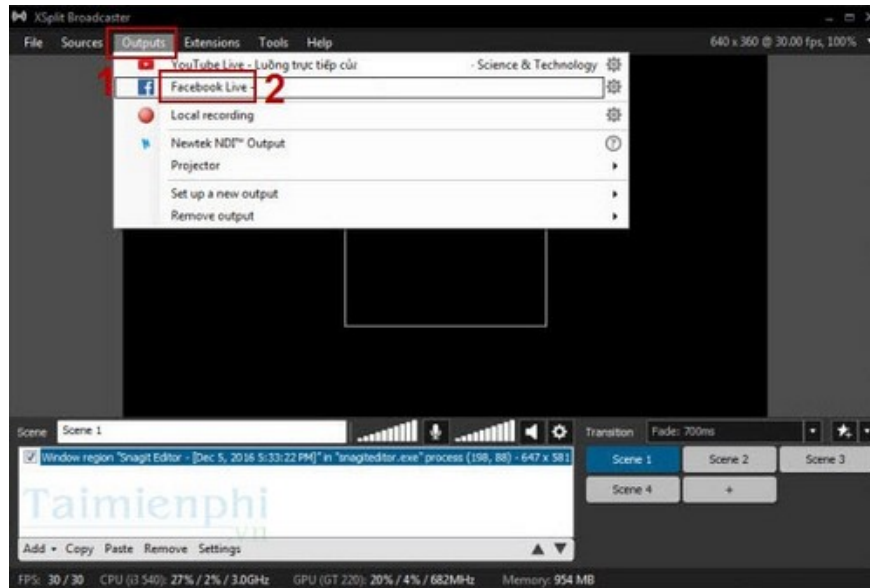 XSplit Broadcaster
File Sources Outputs Extensions Tools Help 640 x 360 @ 30.00 fps, 100%
1
YouTube Live - Luồng trực tiếp của - Science & Technology
Facebook Live - 2
Local recording
Newtek NDI™ Output
Projector
Set up a new output
Remove output
Scene Scene 1 Transition Fade: 700ms
Window region "Snagit Editor - [Dec 5, 2016 5:33:22 PM]" in "snagiteditor.exe" process (198, 88) - 647 x 581
Scene 1 Scene 2 Scene 3
Scene 4 +
Taimienphi
.vn
Add Copy Paste Remove Settings
FPS: 30 / 30 CPU (i3 540): 27% / 2% / 3.0GHz GPU (GT 220): 20% / 4% / 682MHz Memory: 954 MB